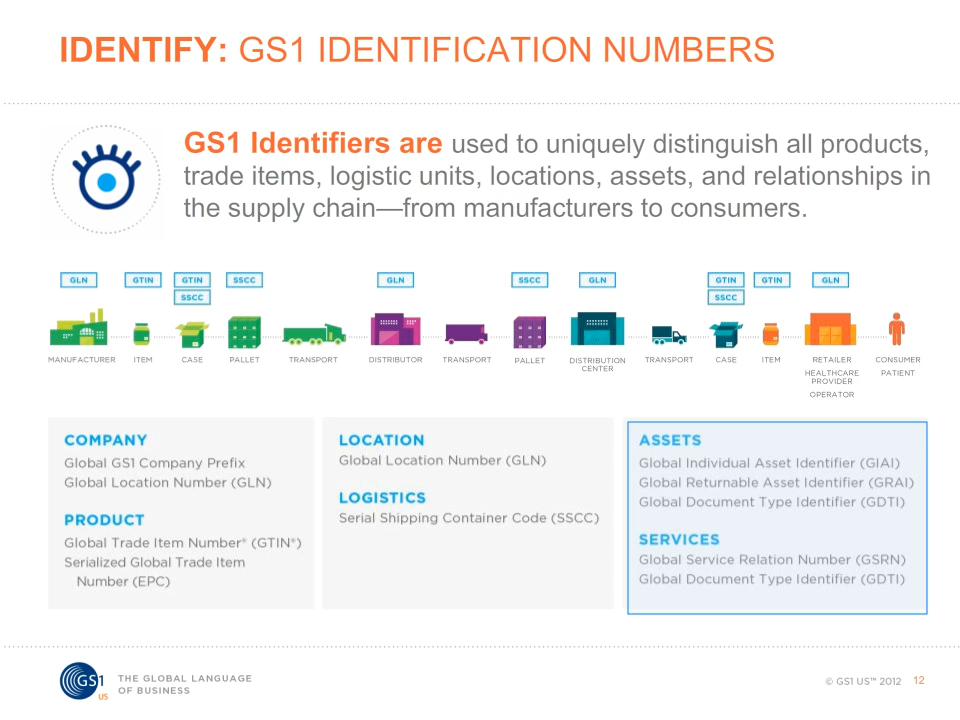 IDENTIFY: GS1 IDENTIFICATION NUMBERS
GS1 Identifiers are used to uniquely distinguish all products,
trade items, logistic units, locations, assets, and relationships in
the supply chain—from manufacturers to consumers.
GLN GTIN GTIN SSCC GLN SSCC GLN GTIN GTIN GLN
SSCC SSCC
MANUFACTURER ITEM CASE PALLET TRANSPORT DISTRIBUTOR TRANSPORT PALLET DISTRIBUTION TRANSPORT CASE ITEM RETAILER CONSUMER
CENTER
HEALTHCARE PATIENT
PROVIDER
OPERATOR
COMPANY
Global GS1 Company Prefix
Global Location Number (GLN)
PRODUCT
Global Trade Item Number® (GTIN®)
Serialized Global Trade Item
Number (EPC)
LOCATION
Global Location Number (GLN)
LOGISTICS
Serial Shipping Container Code (SSCC)
ASSETS
Global Individual Asset Identifier (GIAI)
Global Returnable Asset Identifier (GRAI)
Global Document Type Identifier (GDTI)
SERVICES
Global Service Relation Number (GSRN)
Global Document Type Identifier (GDTI)
GS1 US
THE GLOBAL LANGUAGE
OF BUSINESS
© GS1 US™ 2012 12